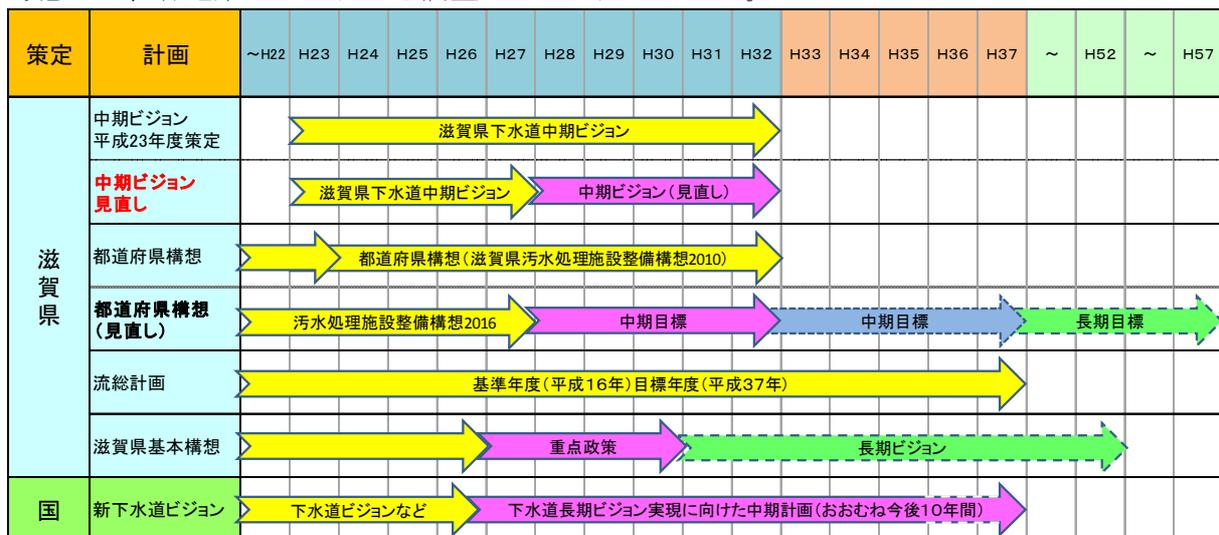 策定 計画 ～H22 H23 H24 H25 H26 H27 H28 H29 H30 H31 H32 H33 H34 H35 H36 H37 ～ H52 ～ H57
滋賀県
中期ビジョン
平成23年度策定
滋賀県下水道中期ビジョン
中期ビジョン
見直し
滋賀県下水道中期ビジョン 中期ビジョン（見直し）
都道府県構想 都道府県構想（滋賀県汚水処理施設整備構想2010）
都道府県構想
（見直し）
汚水処理施設整備構想2016 中期目標 中期目標 長期目標
流総計画 基準年度（平成16年）目標年度（平成37年）
滋賀県基本構想 重点政策 長期ビジョン
国 新下水道ビジョン 下水道ビジョンなど 下水道長期ビジョン実現に向けた中期計画（おおむね今後10年間）